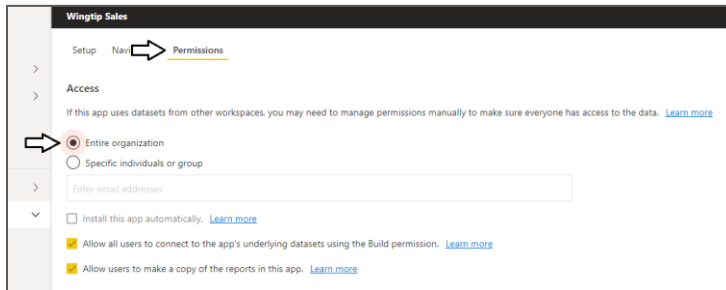 Wingtip Sales
Setup Navi Permissions
Access
If this app uses datasets from other workspaces, you may need to manage permissions manually to make sure everyone has access to the data. Learn more
Entire organization
Specific individuals or group
Enter email addresses
Install this app automatically. Learn more
Allow all users to connect to the app's underlying datasets using the Build permission. Learn more
Allow users to make a copy of the reports in this app. Learn more